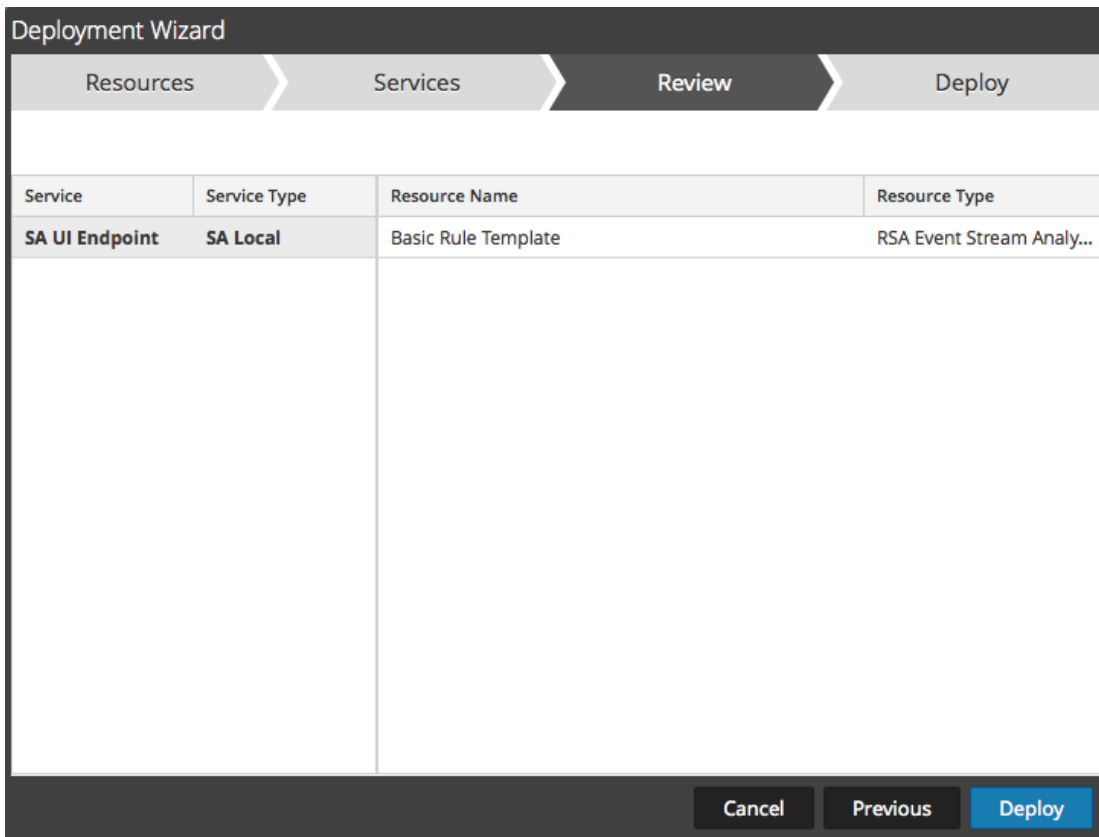 Deployment Wizard
Resources Services Review Deploy
Service Service Type Resource Name Resource Type
SA UI Endpoint SA Local Basic Rule Template RSA Event Stream Analy...
Cancel Previous Deploy